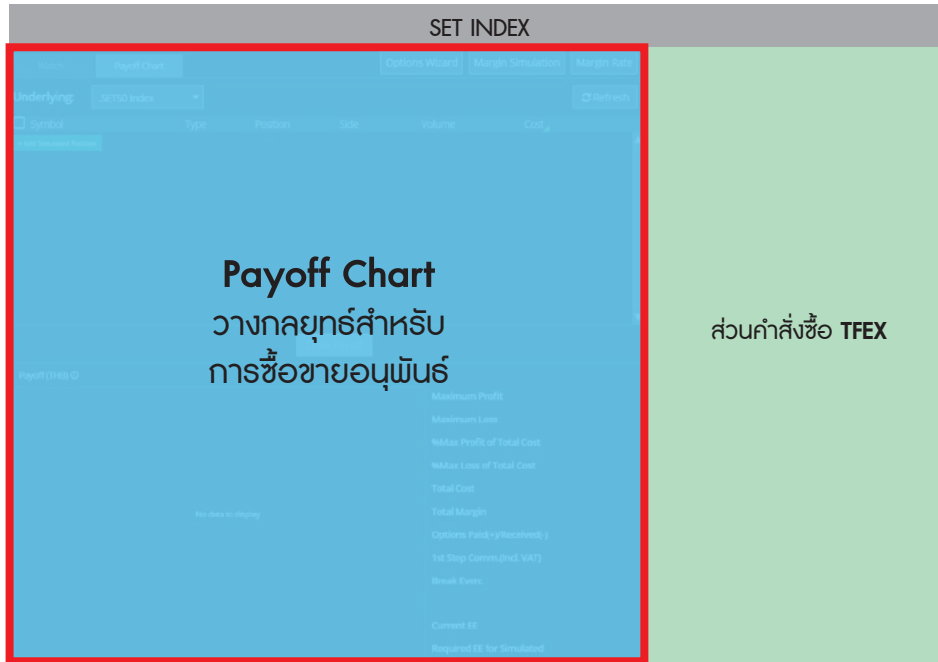 SET INDEX
Payoff Chart
Options Wizard
Margin Simulation
Margin Rate
Underlying:
SET50 Index
Refresh
Symbol
Type
Position
Side
Volume
Cost
Payoff Chart
วางกลยุทธ์สำหรับ
การซื้อขายอนุพันธ์
ส่วนคำสั่งซื้อ TFEX
Payoff (THB)
Maximum Profit
Maximum Loss
%Max Profit of Total Cost
%Max Loss of Total Cost
Total Cost
Total Margin
No data to display
Options Paid(+)/Received(-)
1st Step Comm.(Incl. VAT)
Break Even
Current EE
Required EE for Simulated